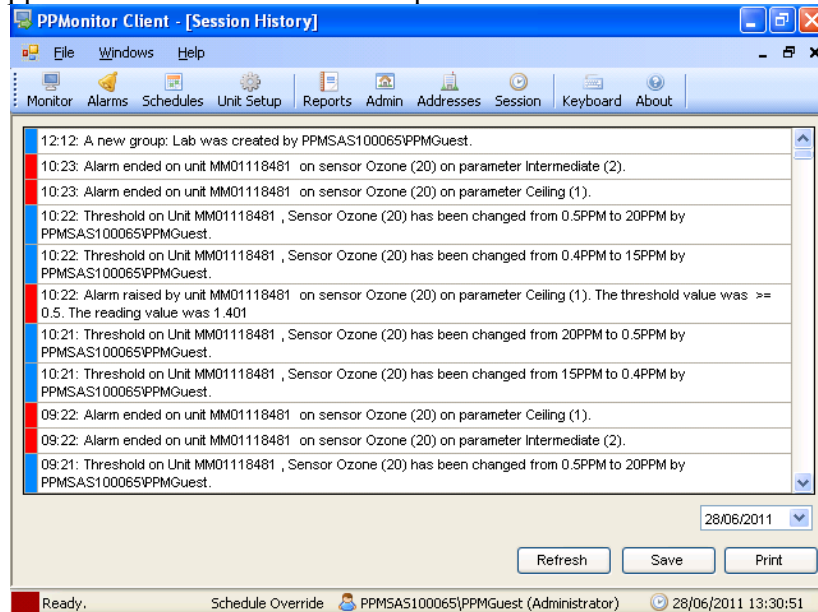 PPMonitor Client - [Session History]
File Windows Help
Monitor Alarms Schedules Unit Setup Reports Admin Addresses Session Keyboard About
12:12: A new group: Lab was created by PPMSAS100065\PPMGuest.
10:23: Alarm ended on unit MM01118481 on sensor Ozone (20) on parameter Intermediate (2).
10:23: Alarm ended on unit MM01118481 on sensor Ozone (20) on parameter Ceiling (1).
10:22: Threshold on Unit MM01118481 , Sensor Ozone (20) has been changed from 0.5PPM to 20PPM by
PPMSAS100065\PPMGuest.
10:22: Threshold on Unit MM01118481 , Sensor Ozone (20) has been changed from 0.4PPM to 15PPM by
PPMSAS100065\PPMGuest.
10:22: Alarm raised by unit MM01118481 on sensor Ozone (20) on parameter Ceiling (1). The threshold value was >=
0.5. The reading value was 1.401
10:21: Threshold on Unit MM01118481 , Sensor Ozone (20) has been changed from 20PPM to 0.5PPM by
PPMSAS100065\PPMGuest.
10:21: Threshold on Unit MM01118481 , Sensor Ozone (20) has been changed from 15PPM to 0.4PPM by
PPMSAS100065\PPMGuest.
09:22: Alarm ended on unit MM01118481 on sensor Ozone (20) on parameter Ceiling (1).
09:22: Alarm ended on unit MM01118481 on sensor Ozone (20) on parameter Intermediate (2).
09:21: Threshold on Unit MM01118481 , Sensor Ozone (20) has been changed from 0.5PPM to 20PPM by
PPMSAS100065\PPMGuest.
28/06/2011
Refresh Save Print
Ready. Schedule Override PPMSAS100065\PPMGuest (Administrator) 28/06/2011 13:30:51